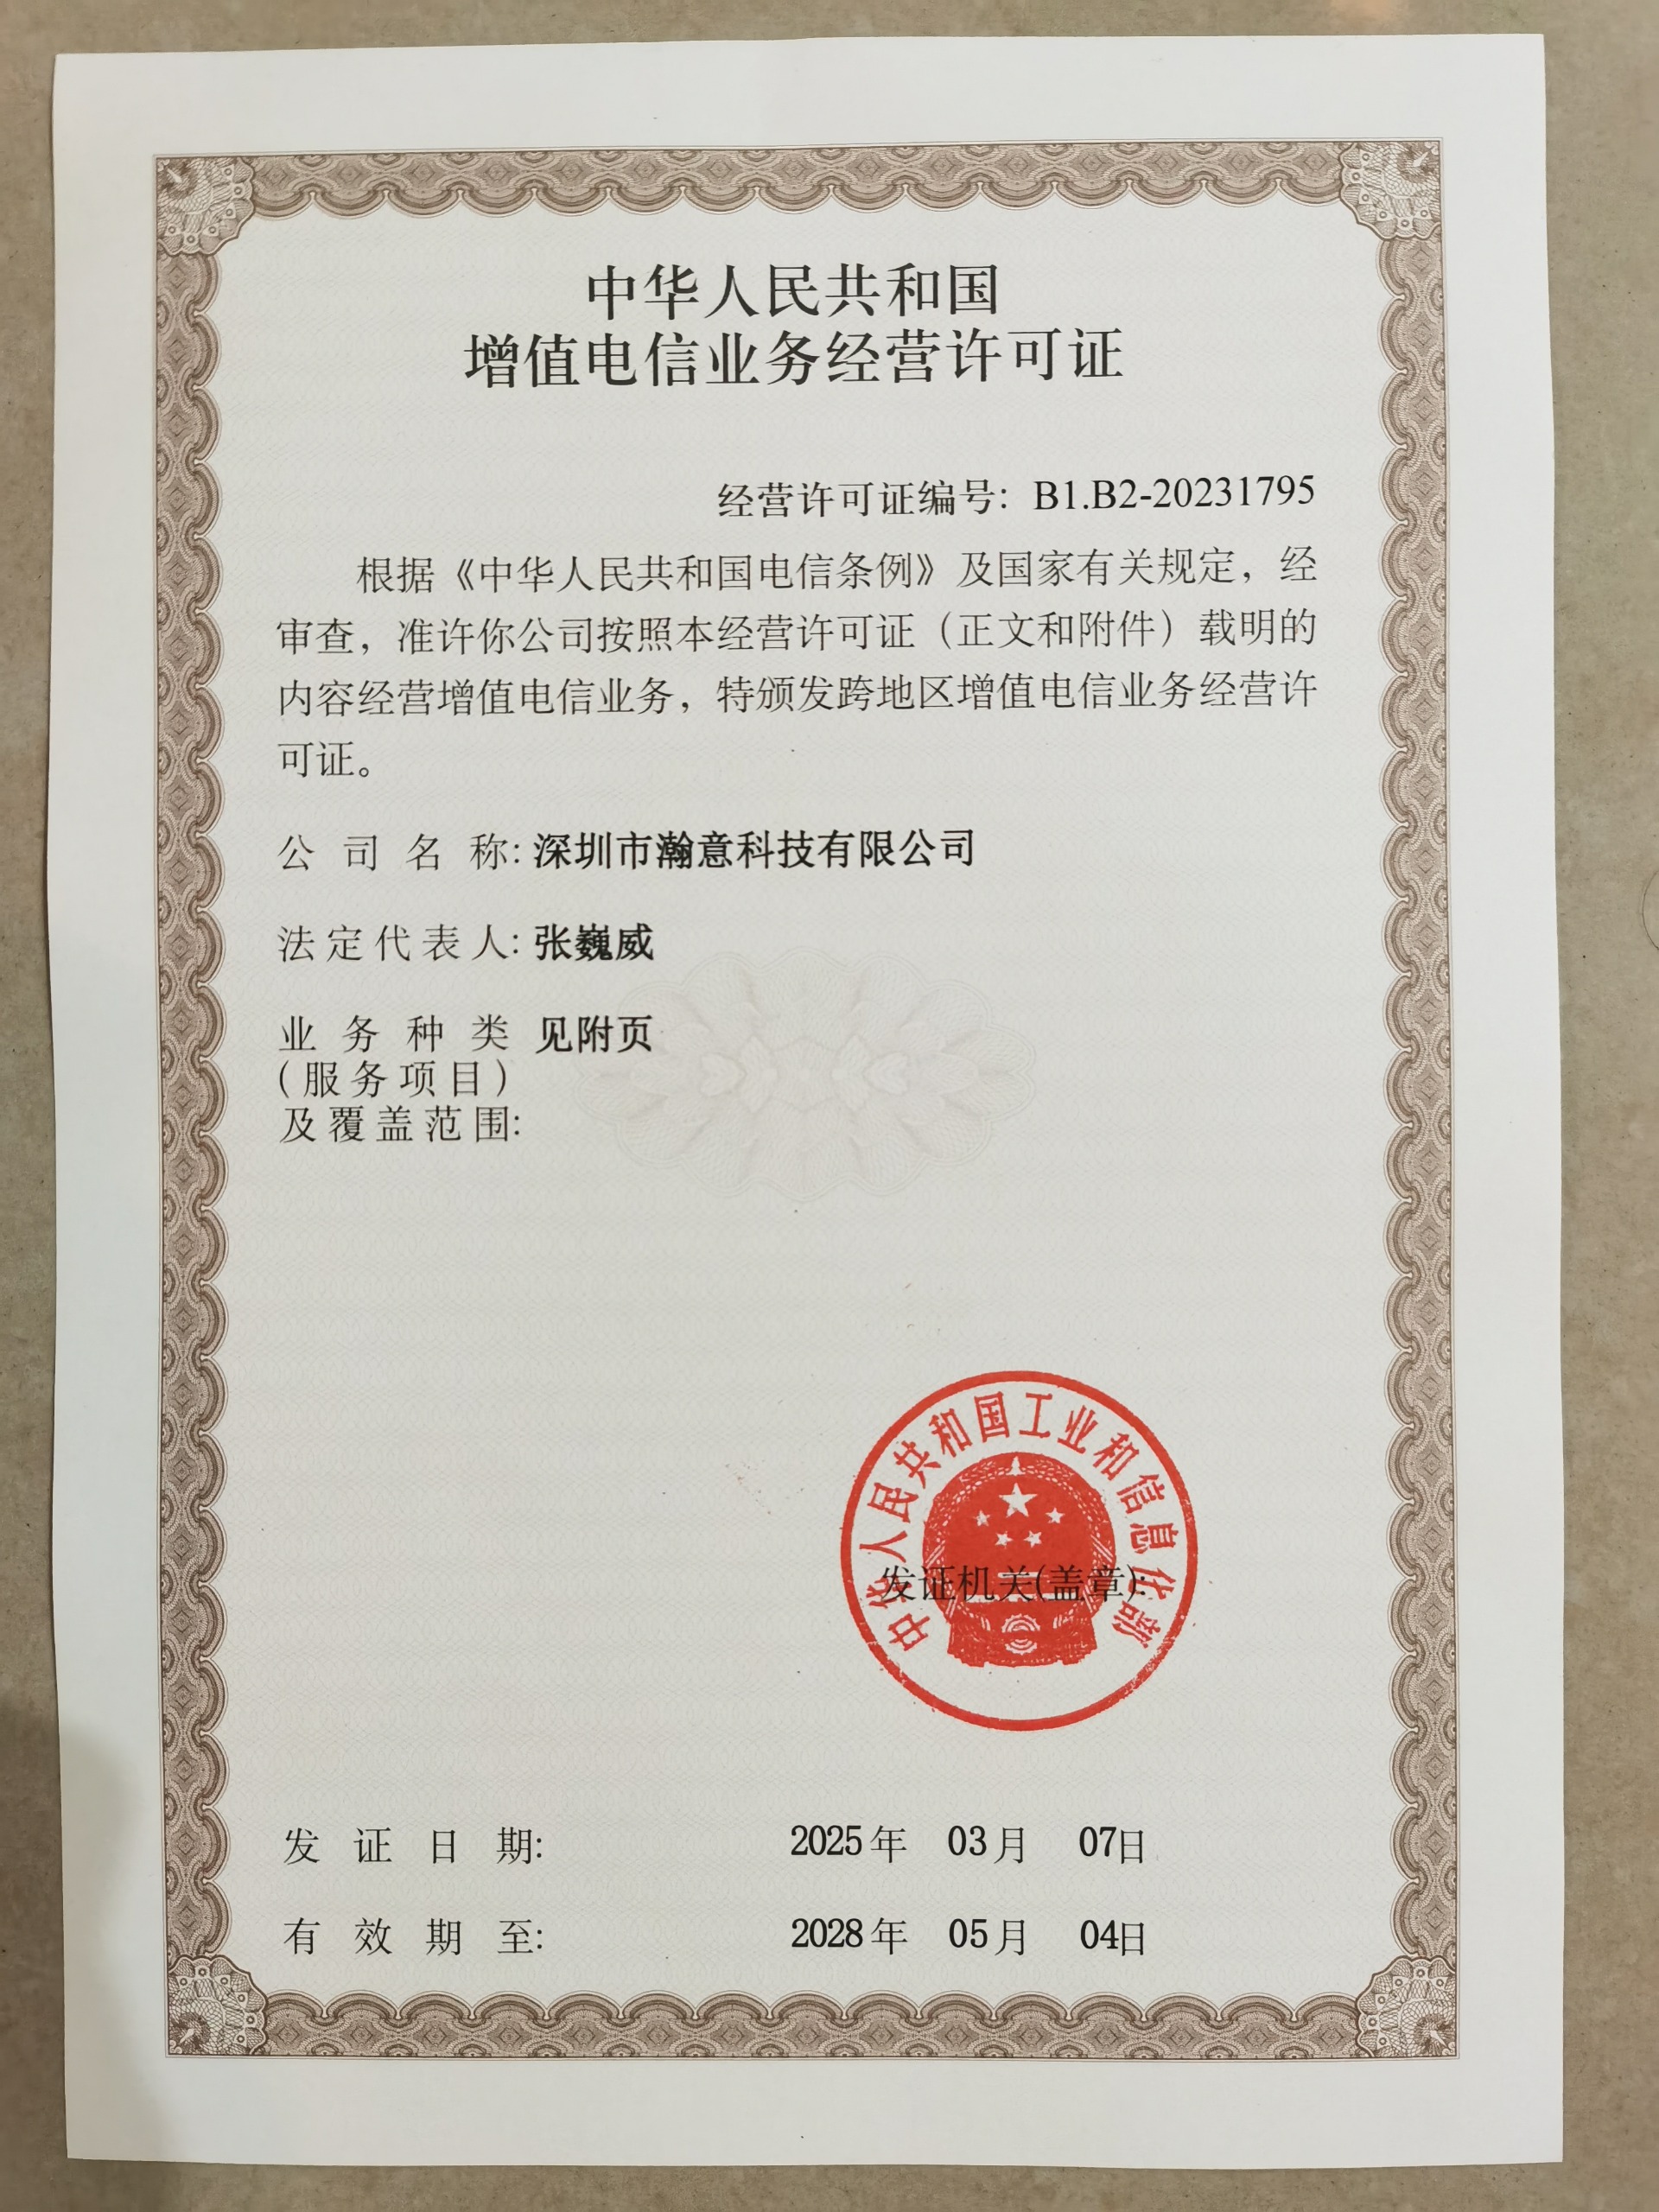 中华人民共和国
增值电信业务经营许可证
经营许可证编号：B1.B2-20231795
根据《中华人民共和国电信条例》及国家有关规定，经
审查，准许你公司按照本经营许可证（正文和附件）载明的
内容经营增值电信业务，特颁发跨地区增值电信业务经营许
可证。
公司名称：深圳市瀚意科技有限公司
法定代表人：张巍威
业务种类 见附页
（服务项目）
及覆盖范围：
中华人民共和国工业和信息化部
发证机关(盖章)：
发证日期： 2025年 03月 07日
有效期至： 2028年 05月 04日